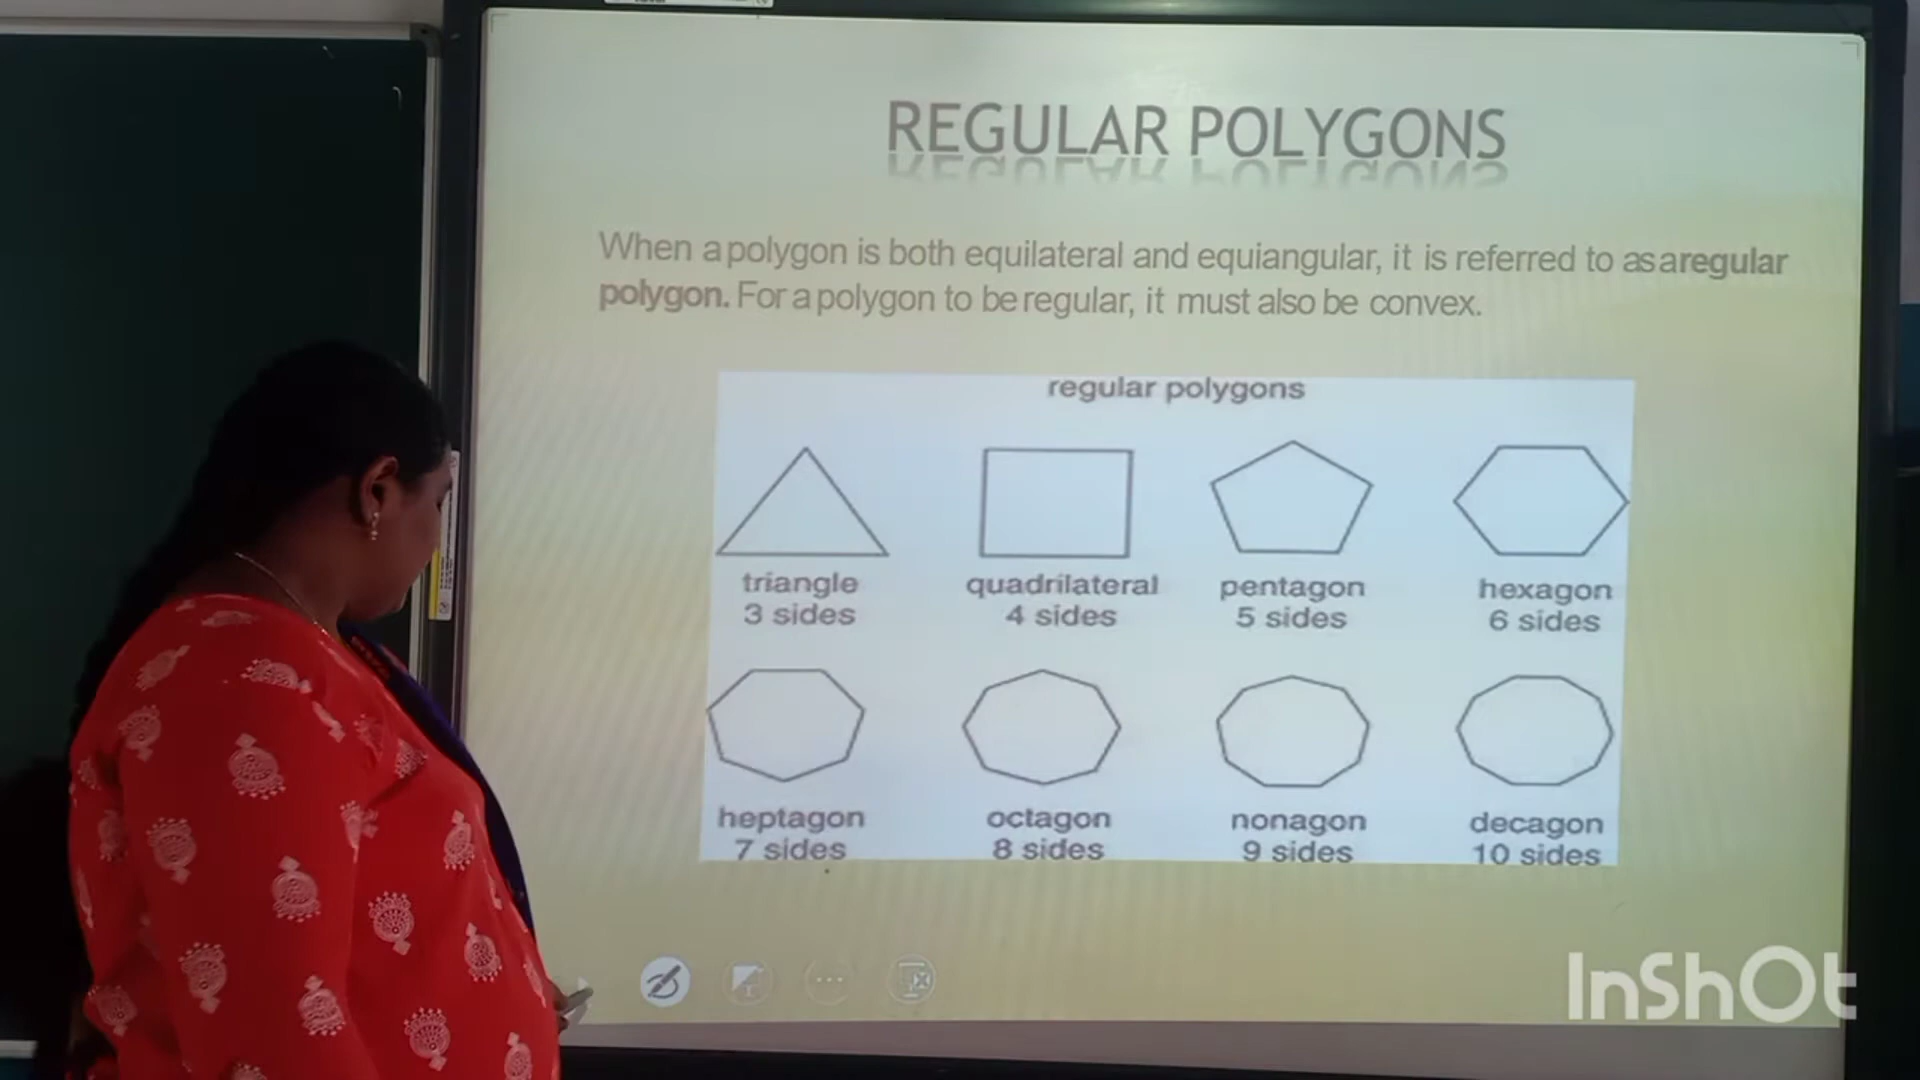 REGULAR POLYGONS
When a polygon is both equilateral and equiangular, it is referred to as a regular
polygon. For a polygon to be regular, it must also be convex.
regular polygons
triangle quadrilateral pentagon hexagon
3 sides 4 sides 5 sides 6 sides
heptagon octagon nonagon decagon
7 sides 8 sides 9 sides 10 sides
InShOt